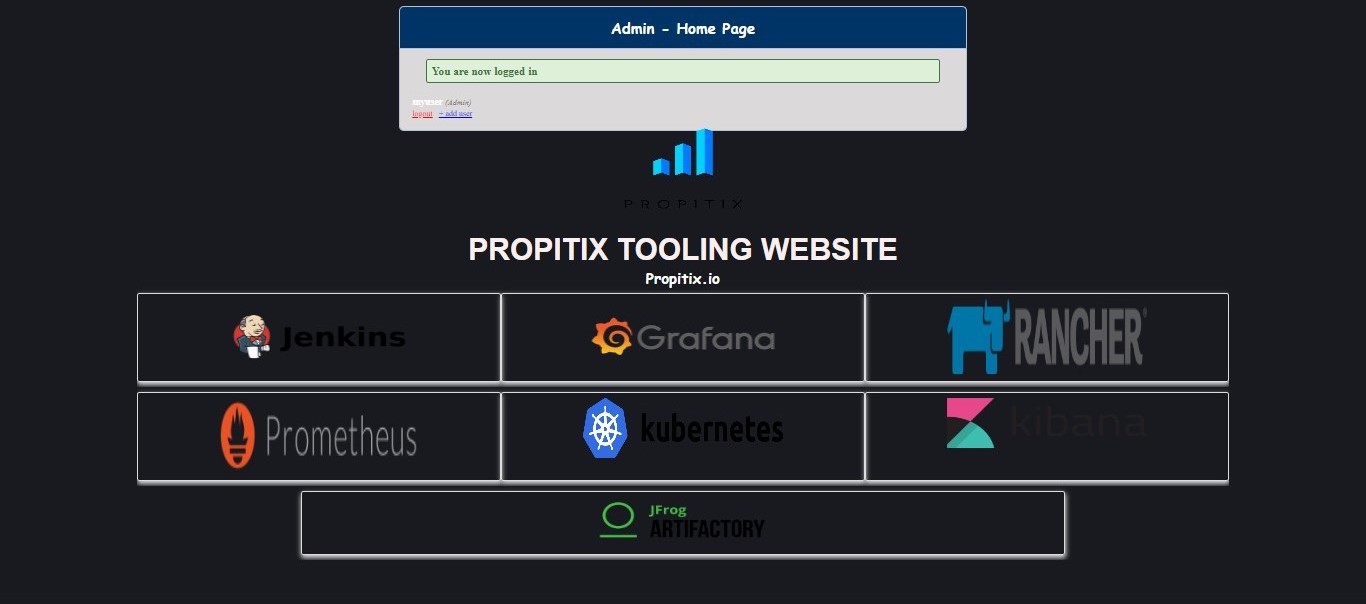 Admin - Home Page
You are now logged in
myuser (Admin)
logout + add user
PROPITIX
PROPITIX TOOLING WEBSITE
Propitix.io
Jenkins
Grafana
RANCHER®
Prometheus
kubernetes
kibana
JFrog
ARTIFACTORY